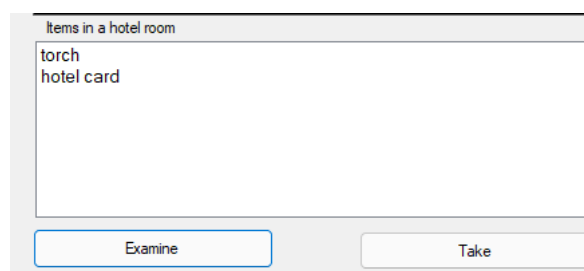 Items in a hotel room
torch
hotel card
Examine
Take